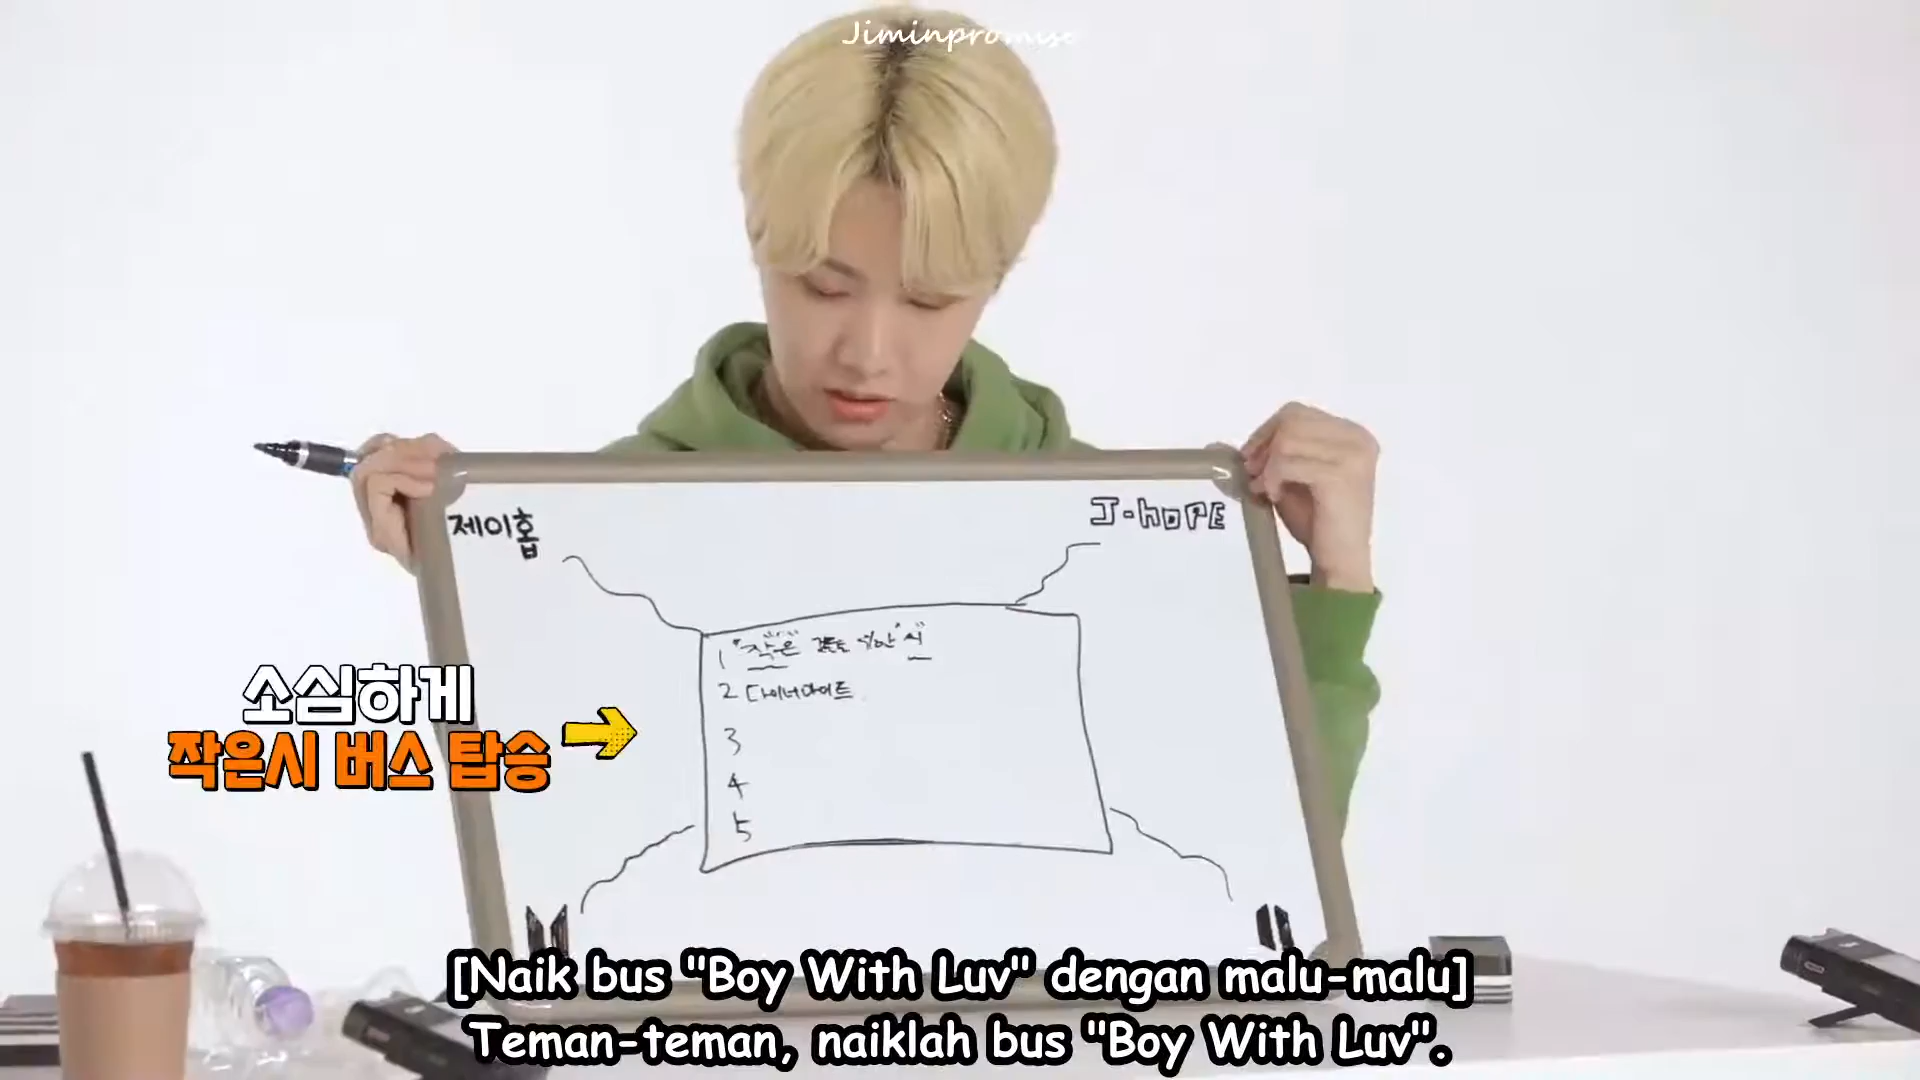 Jiminpromise
제이홉
J-hOPE
1 "작은 것들을 위한 "시"
2 다이너마이트
3
4
5
소심하게
작은시 버스 탑승
[Naik bus "Boy With Luv" dengan malu-malu]
Teman-teman, naiklah bus "Boy With Luv".